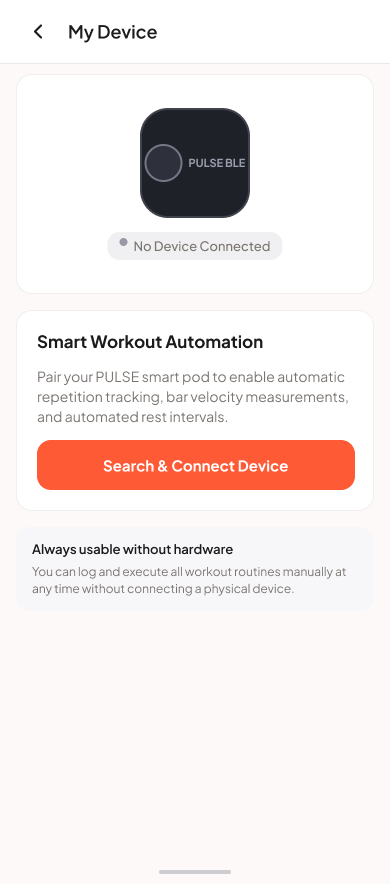 My Device
PULSE BLE
No Device Connected
Smart Workout Automation
Pair your PULSE smart pod to enable automatic
repetition tracking, bar velocity measurements,
and automated rest intervals.
Search & Connect Device
Always usable without hardware
You can log and execute all workout routines manually at
any time without connecting a physical device.